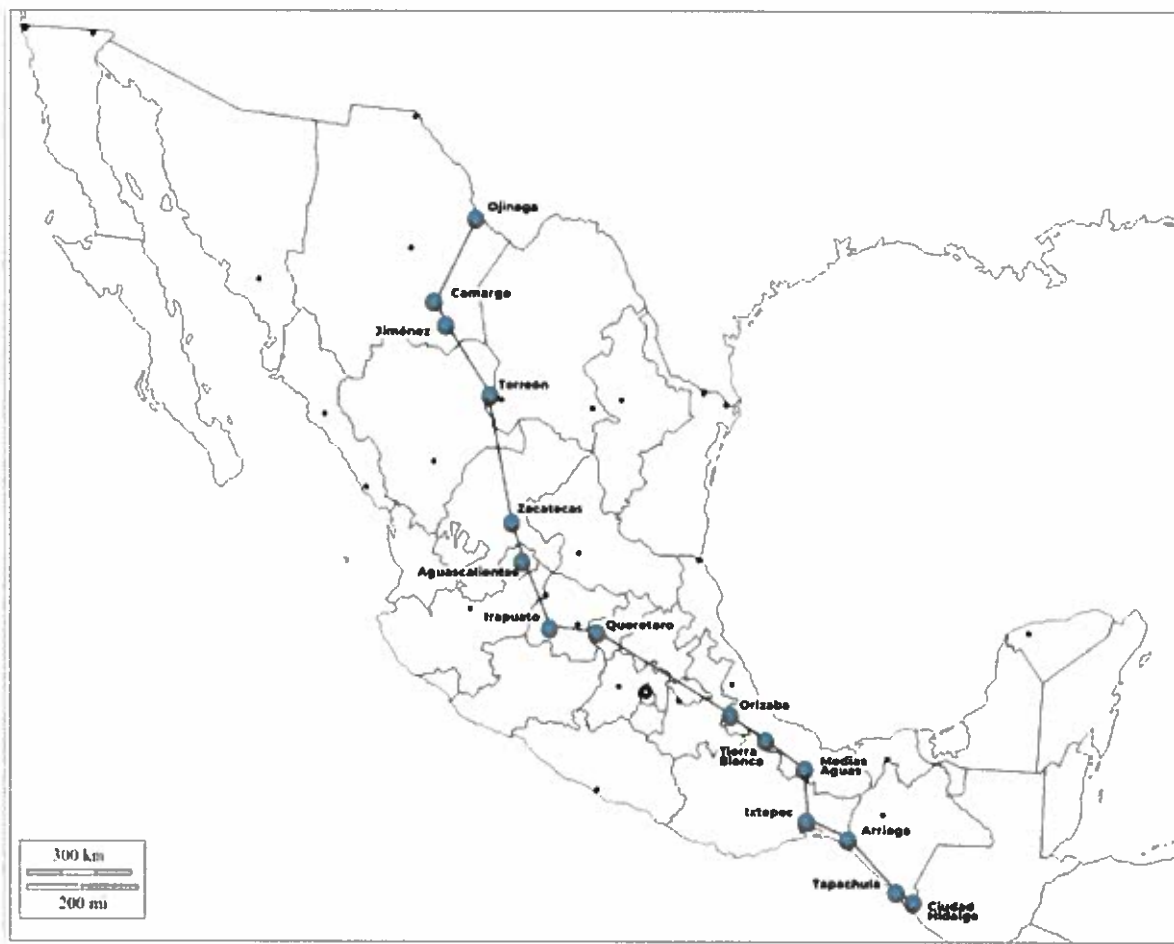 Ojinaga
Camargo
Jiménez
Torreón
Zacatecas
Aguascalientes
Irapuato
Queretaro
Orizaba
Tierra
Blanca
Medias
Aguas
Ixtepec
Arriaga
Tapachula
Ciudad
Hidalgo
300 km
200 mi